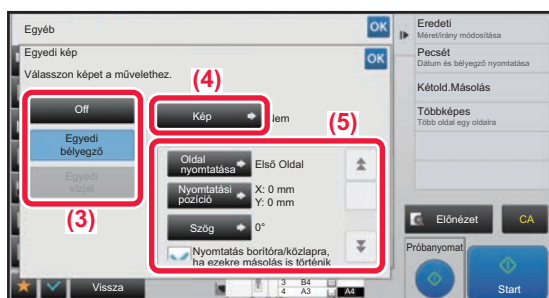 Egyéb
OK
Egyedi kép
OK
Válasszon képet a művelethez.
(4)
Off
Kép
(5)
Egyedi
bélyegző
Oldal
nyomtatása
Első Oldal
Egyedi
vízjel
Nyomtatási
pozíció
X: 0 mm
Y: 0 mm
(3)
Szög
0°
Nyomtatás borítóra/közlapra,
ha ezekre másolás is történik
Vissza
3 B4
4 A3
A4
Eredeti
Méret/irány módosítása
Pecsét
Dátum és bélyegző nyomtatása
Kétold.Másolás
Többképes
Több oldal egy oldalra
Előnézet
CA
Próbanyomat
Start